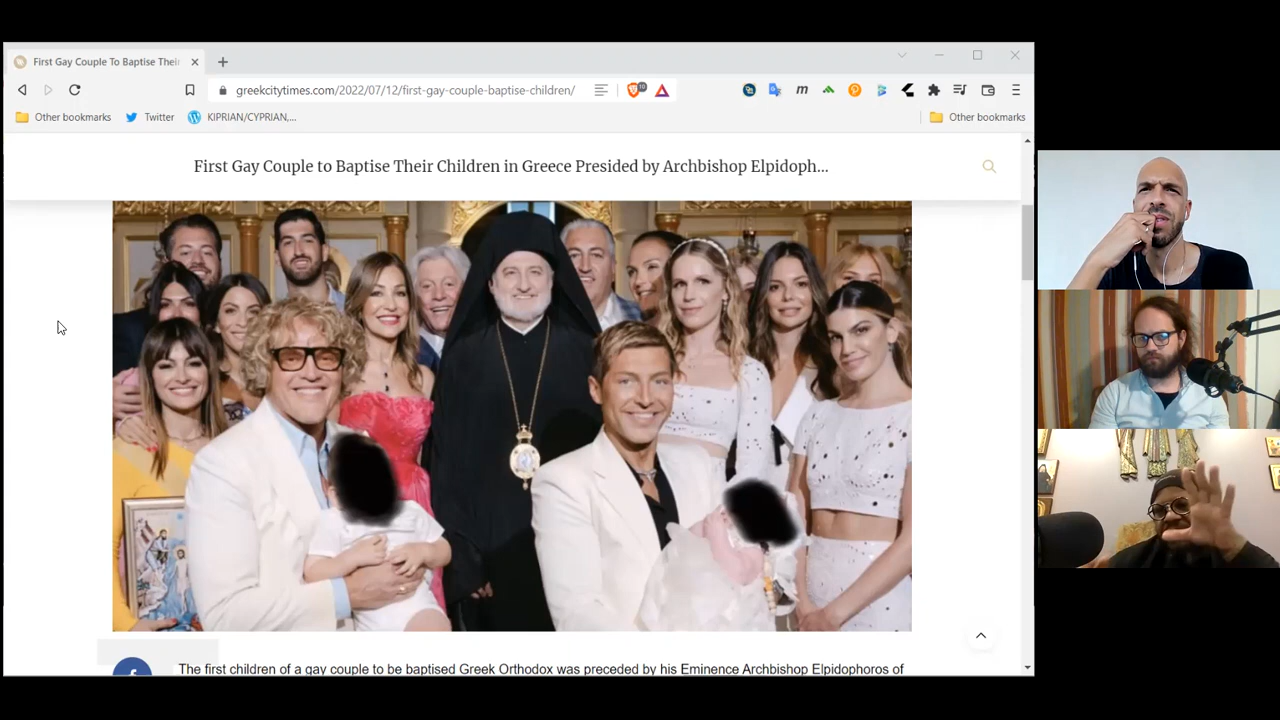 First Gay Couple To Baptise Thei
greekcitytimes.com/2022/07/12/first-gay-couple-baptise-children/
10
m
Other bookmarks
Twitter
KIPRIAN/CYPRIAN,...
Other bookmarks
First Gay Couple to Baptise Their Children in Greece Presided by Archbishop Elpidoph...
The first children of a gay couple to be baptised Greek Orthodox was preceded by his Eminence Archbishop Elpidophoros of